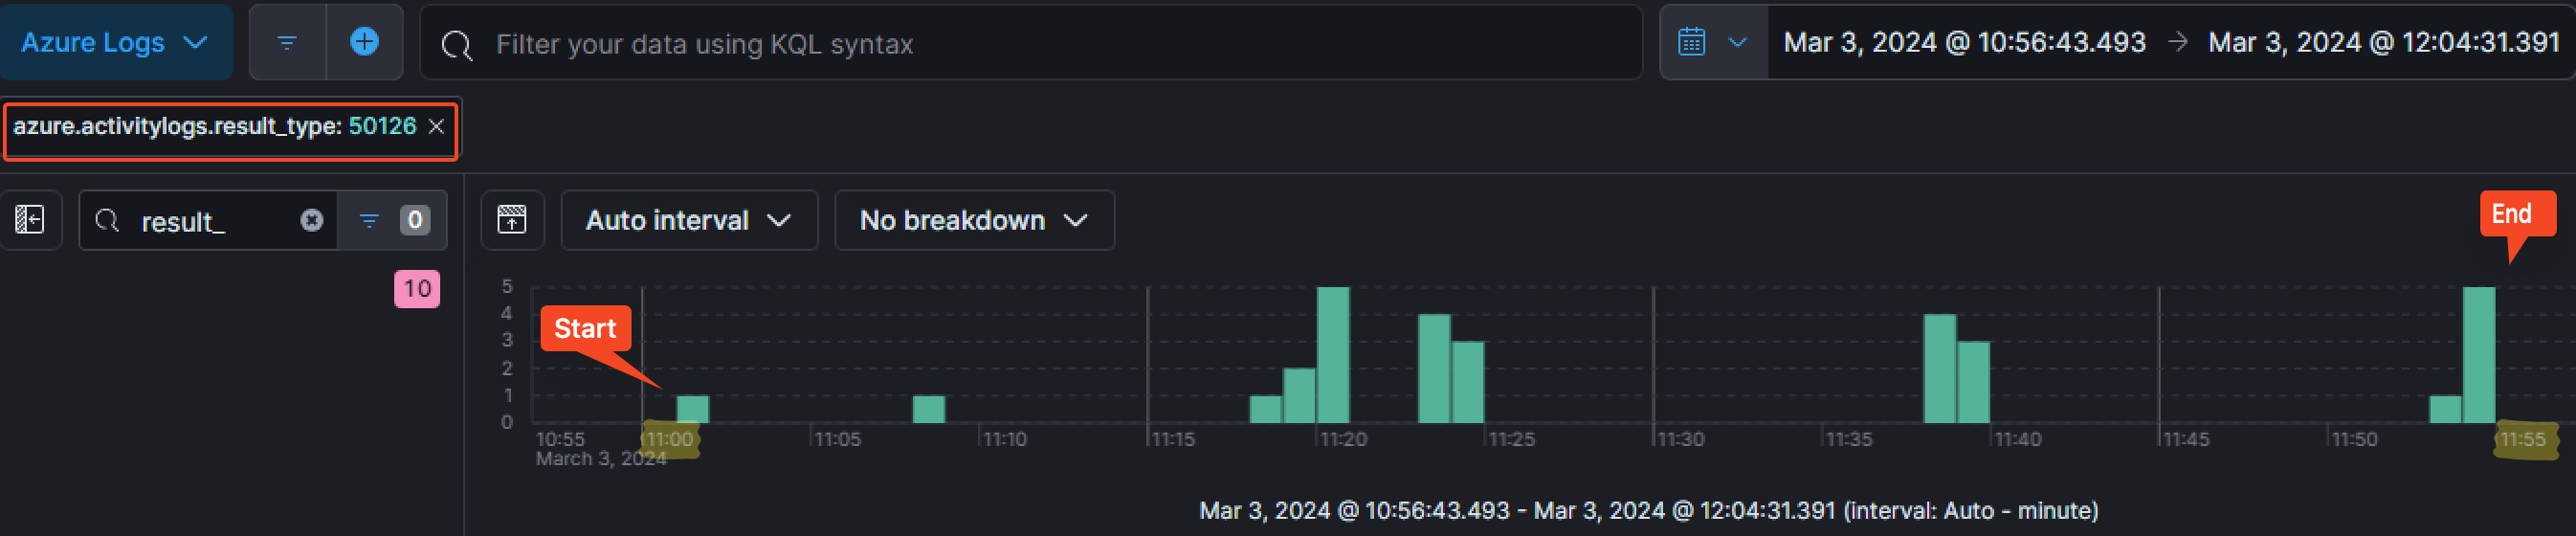 Azure Logs
Filter your data using KQL syntax
Mar 3, 2024 @ 10:56:43.493 → Mar 3, 2024 @ 12:04:31.391
azure.activitylogs.result_type: 50126 ×
result_
0
Auto interval
No breakdown
10
End
Start
5
4
3
2
1
0
10:55 11:00 11:05 11:10 11:15 11:20 11:25 11:30 11:35 11:40 11:45 11:50 11:55
March 3, 2024
Mar 3, 2024 @ 10:56:43.493 - Mar 3, 2024 @ 12:04:31.391 (interval: Auto - minute)